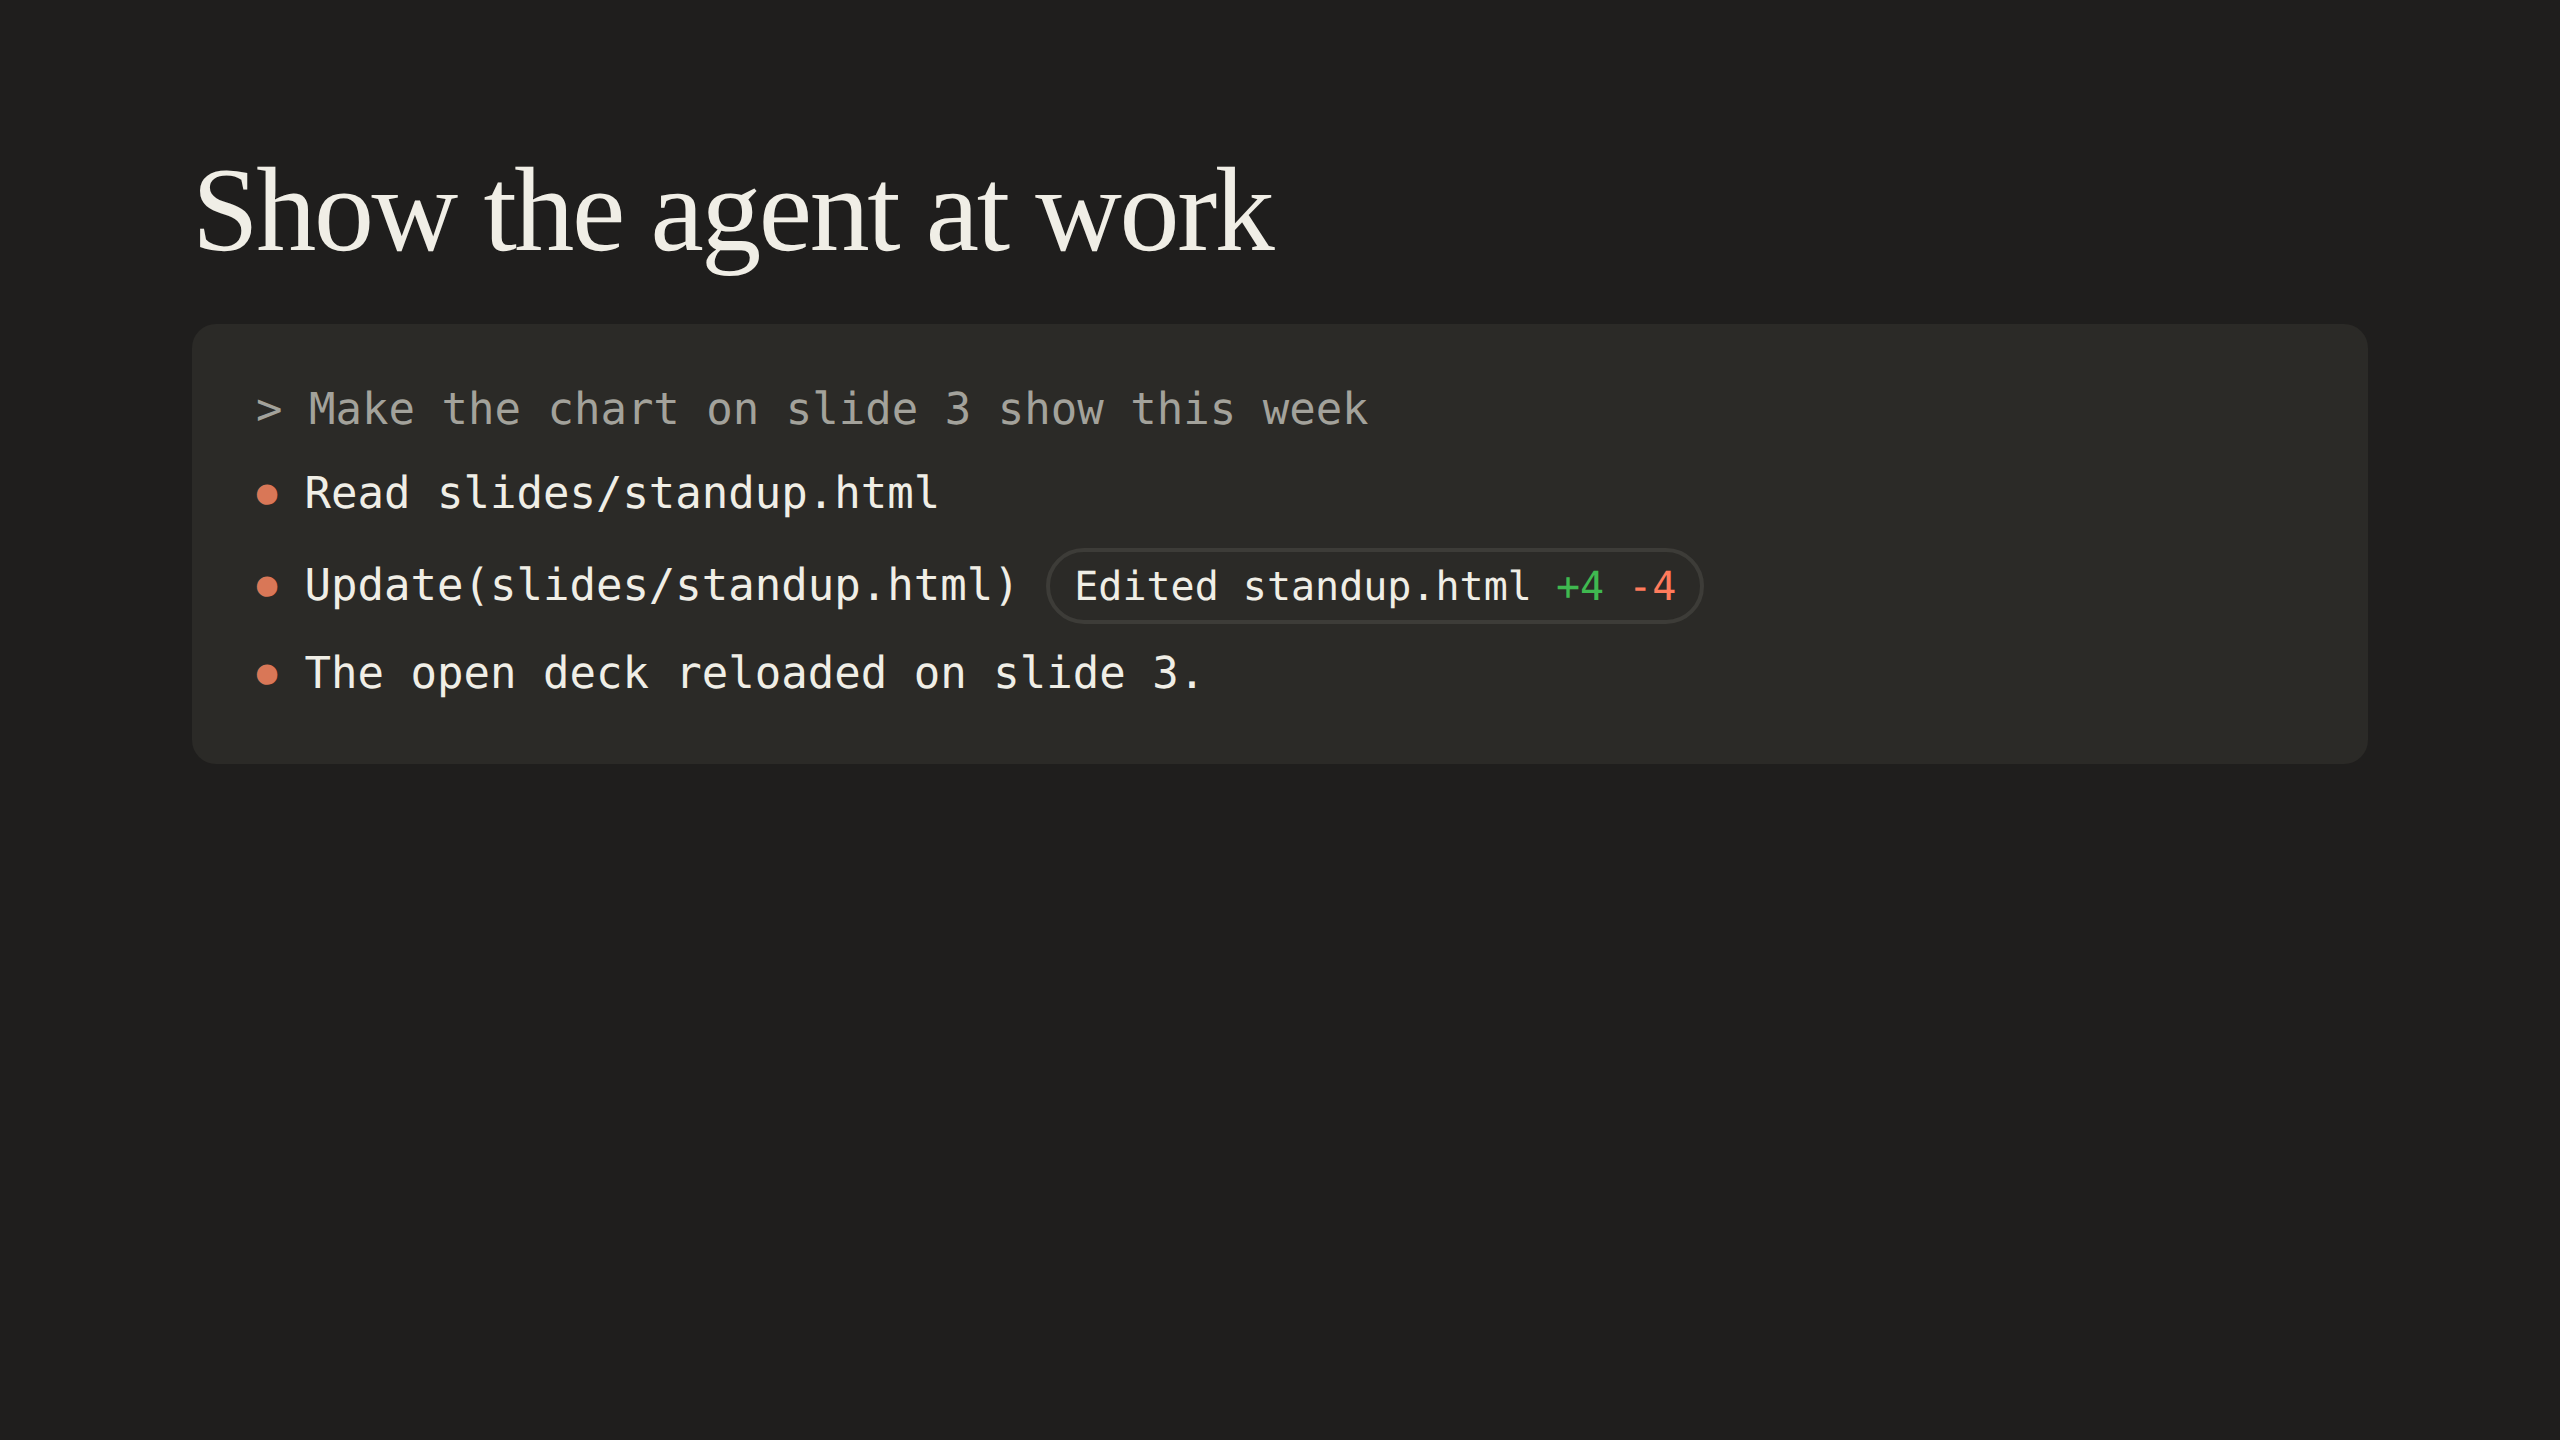 Show the agent at work
> Make the chart on slide 3 show this week
● Read slides/standup.html
● Update(slides/standup.html) Edited standup.html +4 -4
● The open deck reloaded on slide 3.